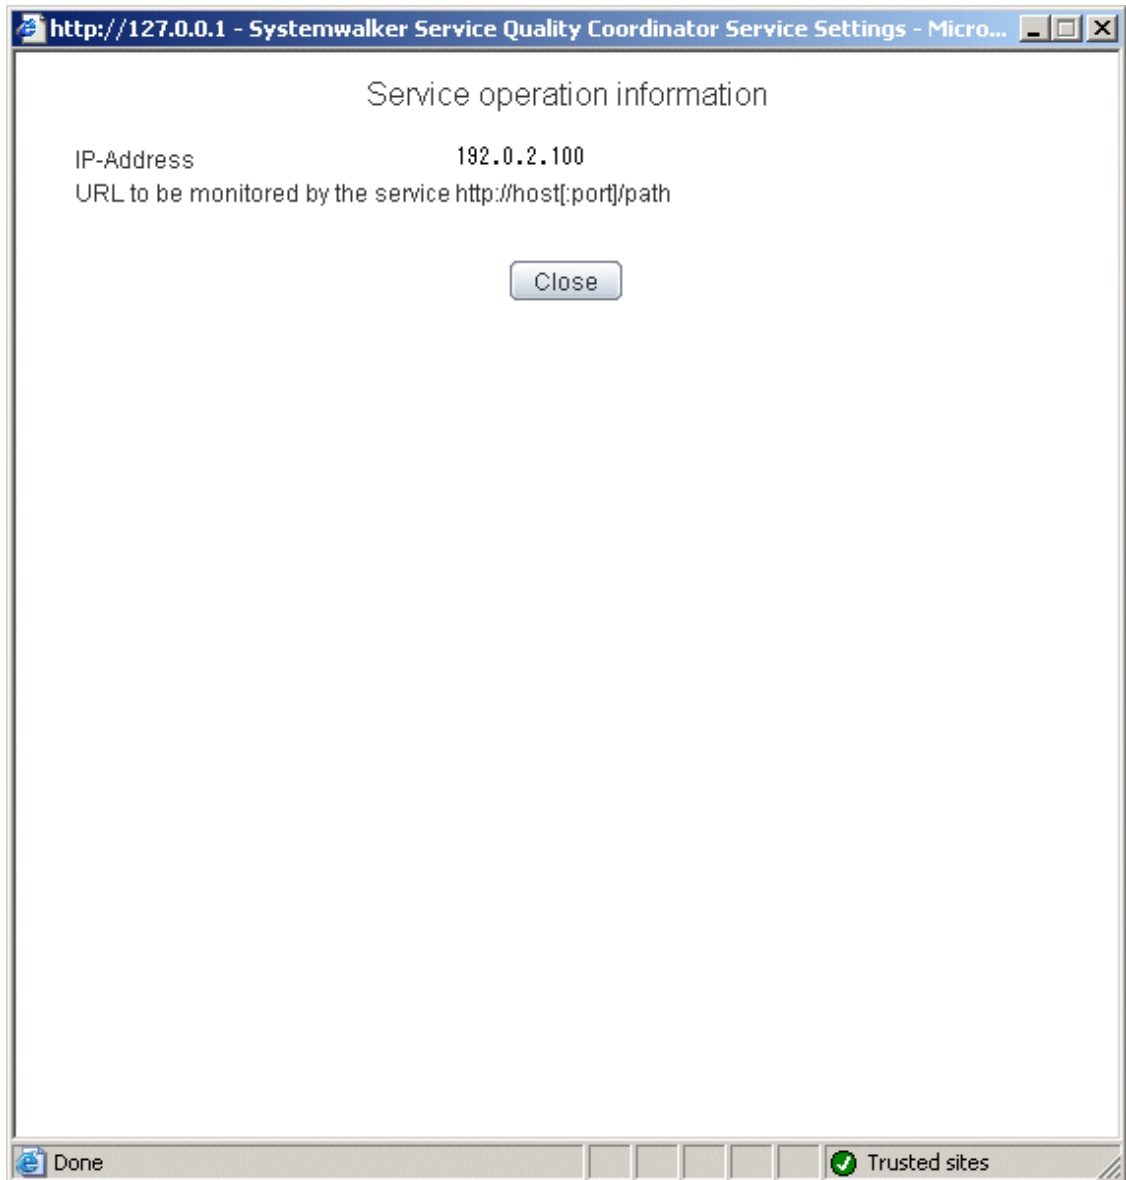 http://127.0.0.1 - Systemwalker Service Quality Coordinator Service Settings - Micro...
Service operation information
IP-Address 192.0.2.100
URL to be monitored by the service http://host[:port]/path
Close
Done Trusted sites